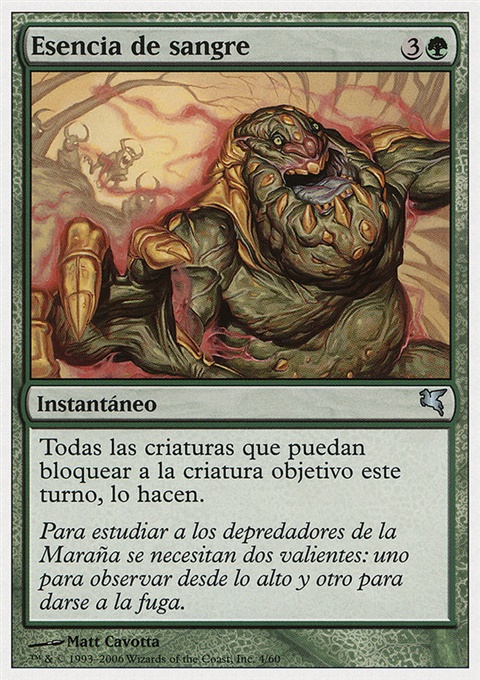 Esencia de sangre 3
Instantáneo
Todas las criaturas que puedan
bloquear a la criatura objetivo este
turno, lo hacen.
Para estudiar a los depredadores de la
Maraña se necesitan dos valientes: uno
para observar desde lo alto y otro para
darse a la fuga.
Matt Cavotta
™ & © 1993–2006 Wizards of the Coast, Inc. 4/60